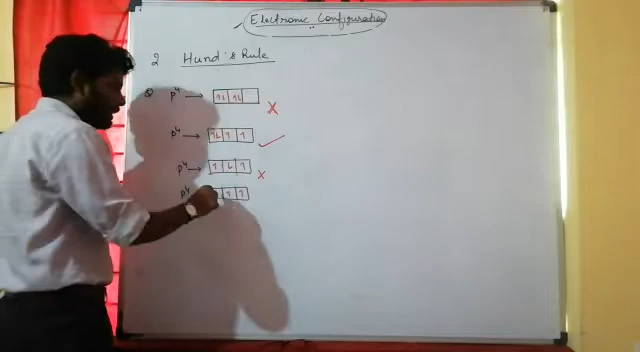 Electronic Configuration
2 Hund's Rule
p⁴ → ↑↓ ↑↓ X
p⁴ → ↑↓ ↑ ↑ ✓
p⁴ → ↑ ↓ ↑ X
p⁴ ↑ ↑